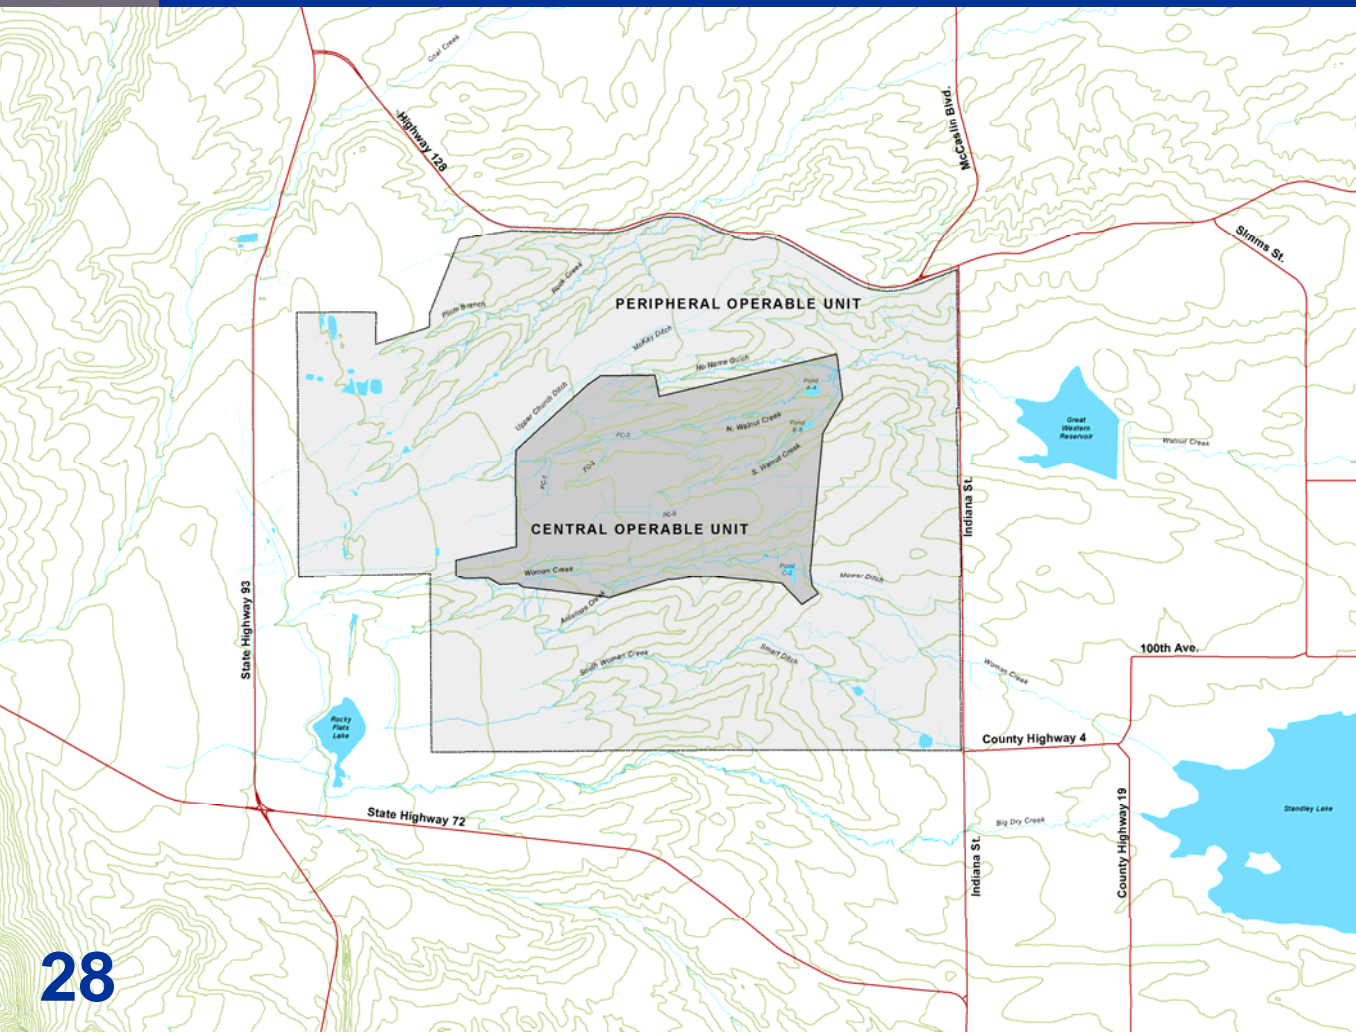 Coal Creek
Highway 128
McCaslin Blvd.
Simms St.
Rock Creek
Plum Branch
PERIPHERAL OPERABLE UNIT
McKay Ditch
No Name Gulch
Upper Church Ditch
Pond
A-4
N. Walnut Creek
Pond
B-5
FC-3
S. Walnut Creek
FC-4
Great
Western
Reservoir
Walnut Creek
Indiana St.
CENTRAL OPERABLE UNIT
Woman Creek
Pond
C-2
Mower Ditch
Antelope Creek
State Highway 93
South Woman Creek
Smart Ditch
Woman Creek
100th Ave.
Rocky
Flats
Lake
County Highway 4
State Highway 72
Big Dry Creek
Standley Lake
Indiana St.
County Highway 19
28